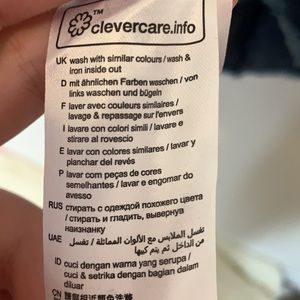 ™
clevercare.info
UK wash with similar colours / wash &
iron inside out
D mit ähnlichen Farben waschen / von
links waschen und bügeln
F laver avec couleurs similaires /
lavage & repassage sur l'envers
I lavare con colori simili / lavare e
stirare al rovescio
E lavar con colores similares / lavar y
planchar del revés
P lavar com peças de cores
semelhantes / lavar e engomar do
avesso
RUS стирать с одеждой похожего цвета
/ стирать и гладить, вывернув
наизнанку
UAE تغسل الملابس مع الألوان المماثلة / تغسل
من الداخل ثم يتم كيها
ID cuci dengan warna serupa /
cuci & setrika dengan bagian dalam
diluar
CN